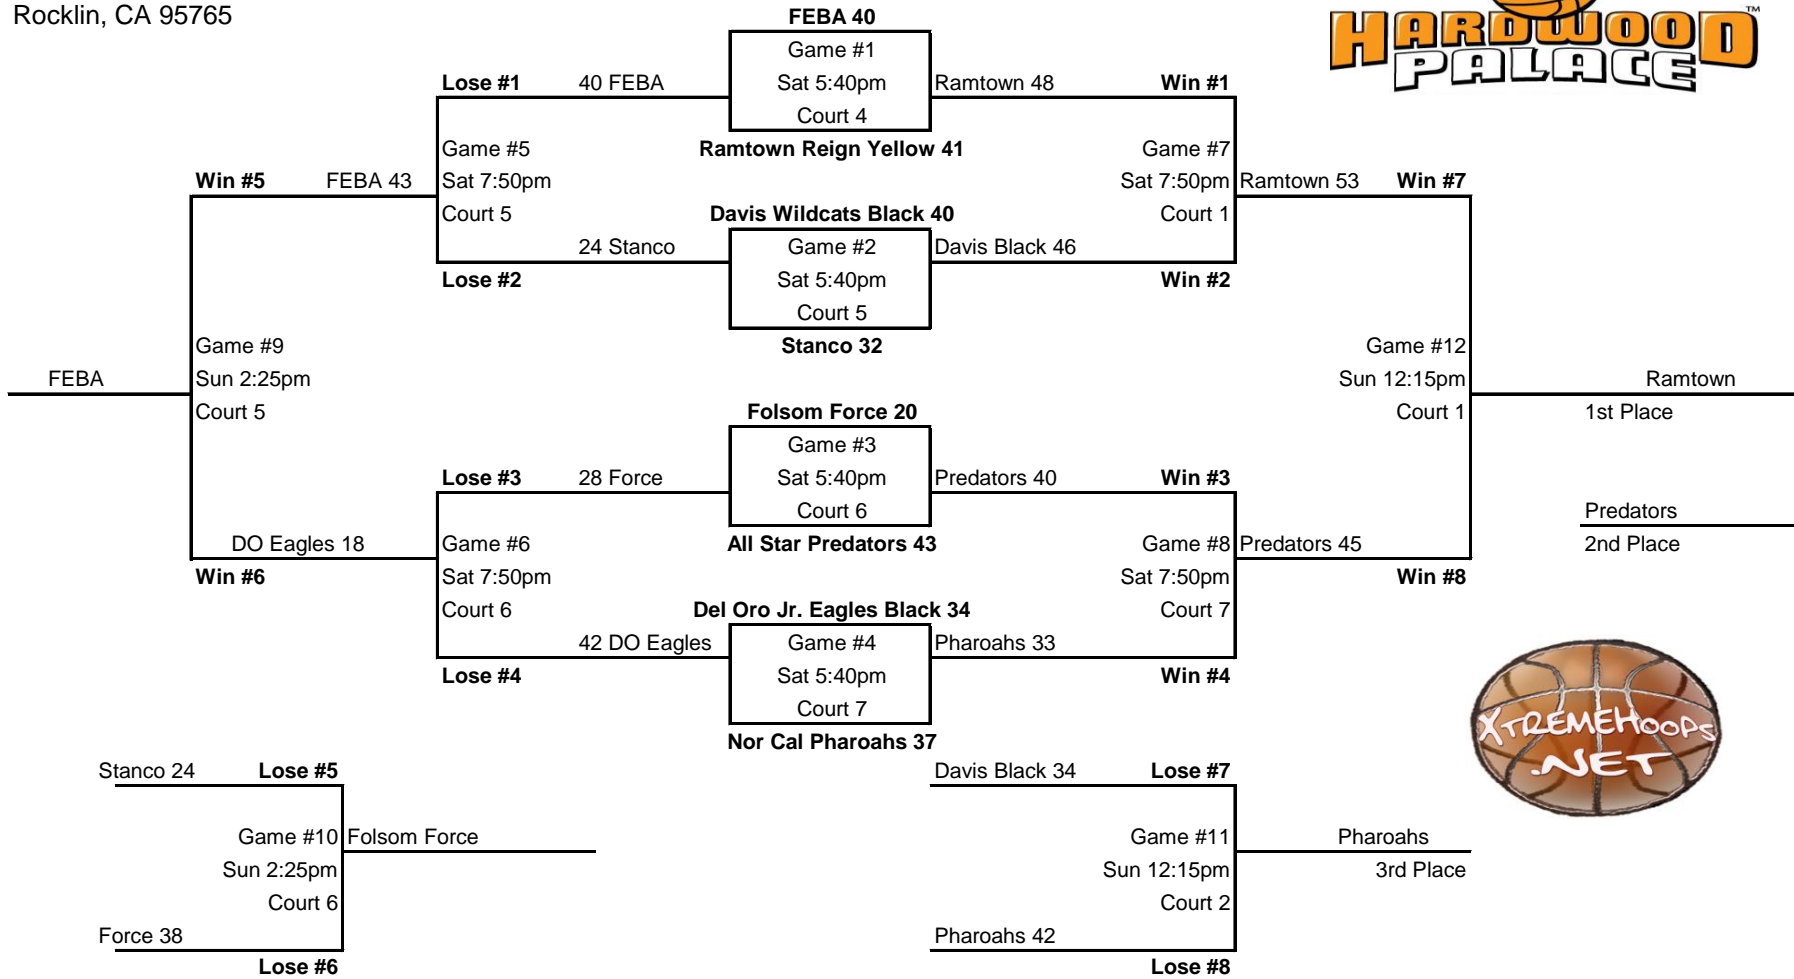 Rocklin, CA 95765
HARDWOOD
PALACE
TM
FEBA 40
Game #1
Lose #1
40 FEBA
Sat 5:40pm
Ramtown 48
Win #1
Court 4
Game #5
Ramtown Reign Yellow 41
Game #7
Win #5
FEBA 43
Sat 7:50pm
Sat 7:50pm
Ramtown 53
Win #7
Court 5
Davis Wildcats Black 40
Court 1
24 Stanco
Game #2
Davis Black 46
Lose #2
Sat 5:40pm
Win #2
Court 5
Game #9
Stanco 32
Game #12
FEBA
Sun 2:25pm
Sun 12:15pm
Ramtown
Court 5
Folsom Force 20
Court 1
1st Place
Game #3
Lose #3
28 Force
Sat 5:40pm
Predators 40
Win #3
Court 6
Predators
DO Eagles 18
Game #6
All Star Predators 43
Game #8
Predators 45
2nd Place
Win #6
Sat 7:50pm
Sat 7:50pm
Win #8
Court 6
Del Oro Jr. Eagles Black 34
Court 7
42 DO Eagles
Game #4
Pharoahs 33
Lose #4
Sat 5:40pm
Win #4
Court 7
XTREMEHOOPS
.NET
Nor Cal Pharoahs 37
Stanco 24
Lose #5
Davis Black 34
Lose #7
Game #10
Folsom Force
Game #11
Pharoahs
Sun 2:25pm
Sun 12:15pm
3rd Place
Court 6
Court 2
Force 38
Pharoahs 42
Lose #6
Lose #8